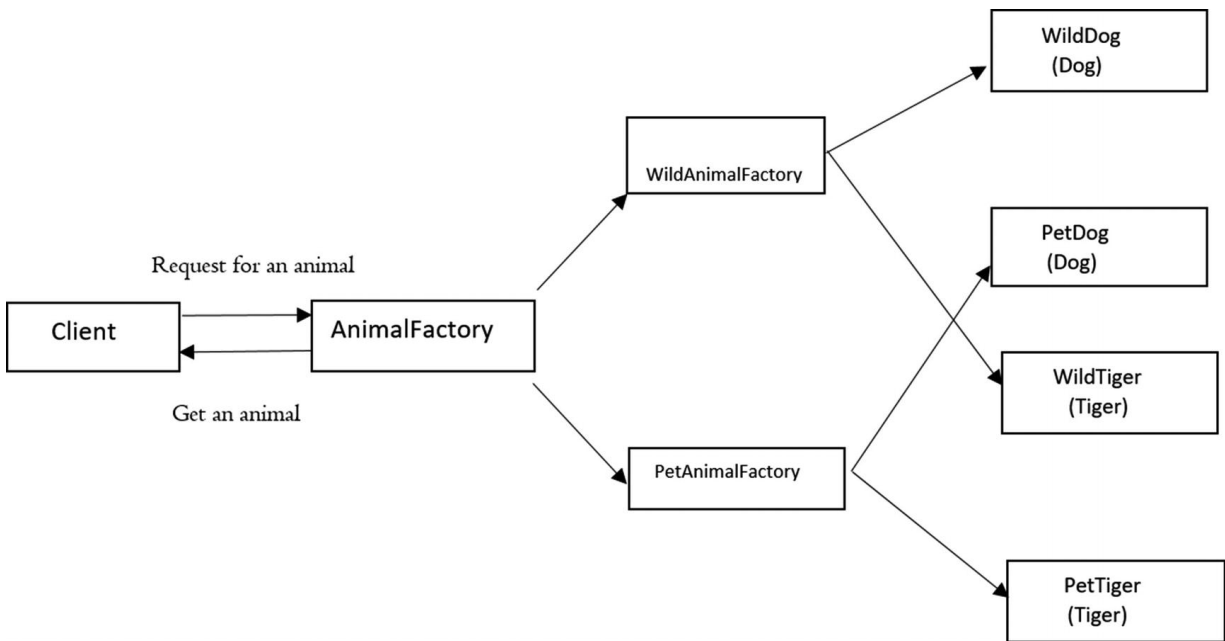 WildDog
(Dog)
WildAnimalFactory
PetDog
(Dog)
Request for an animal
Client
AnimalFactory
Get an animal
WildTiger
(Tiger)
PetAnimalFactory
PetTiger
(Tiger)